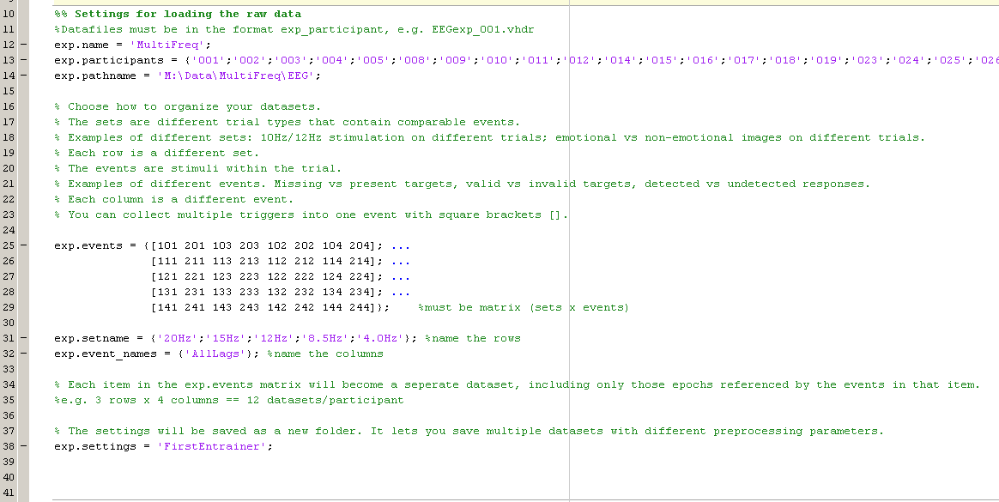 10 %% Settings for loading the raw data
11 %Datafiles must be in the format exp_participant, e.g. EEGexp_001.vhdr
12 - exp.name = 'MultiFreq';
13 - exp.participants = {'001';'002';'003';'004';'005';'008';'009';'010';'011';'012';'014';'015';'016';'017';'018';'019';'023';'024';'025';'026
14 - exp.pathname = 'M:\Data\MultiFreq\EEG';
15
16 % Choose how to organize your datasets.
17 % The sets are different trial types that contain comparable events.
18 % Examples of different sets: 10Hz/12Hz stimulation on different trials; emotional vs non-emotional images on different trials.
19 % Each row is a different set.
20 % The events are stimuli within the trial.
21 % Examples of different events. Missing vs present targets, valid vs invalid targets, detected vs undetected responses.
22 % Each column is a different event.
23 % You can collect multiple triggers into one event with square brackets [].
24
25 - exp.events = {[101 201 103 203 102 202 104 204]; ...
26 [111 211 113 213 112 212 114 214]; ...
27 [121 221 123 223 122 222 124 224]; ...
28 [131 231 133 233 132 232 134 234]; ...
29 [141 241 143 243 142 242 144 244]}; %must be matrix (sets x events)
30
31 - exp.setname = {'20Hz';'15Hz';'12Hz';'8.5Hz';'4.0Hz'}; %name the rows
32 - exp.event_names = {'AllLags'}; %name the columns
33
34 % Each item in the exp.events matrix will become a seperate dataset, including only those epochs referenced by the events in that item.
35 %e.g. 3 rows x 4 columns == 12 datasets/participant
36
37 % The settings will be saved as a new folder. It lets you save multiple datasets with different preprocessing parameters.
38 - exp.settings = 'FirstEntrainer';
39
40
41